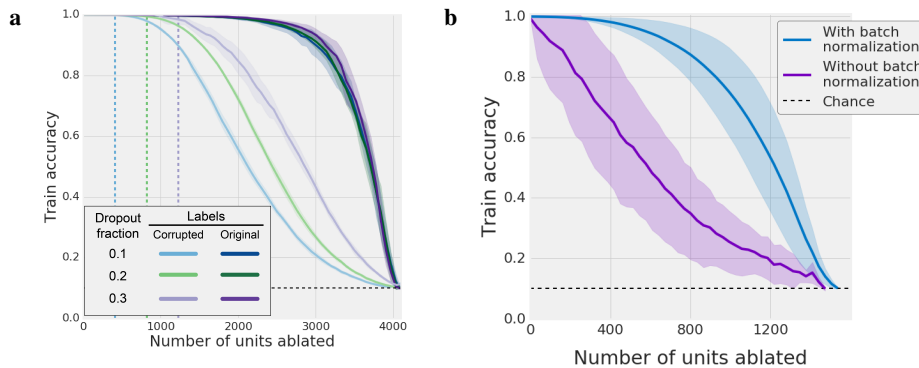 a
1.0
0.8
0.6
0.4
0.2
0.0
Train accuracy
0
1000
2000
3000
4000
Number of units ablated
Dropout fraction
Labels
Corrupted
Original
0.1
0.2
0.3
b
1.0
0.8
0.6
0.4
0.2
0.0
Train accuracy
0
400
800
1200
Number of units ablated
With batch
normalization
Without batch
normalization
Chance